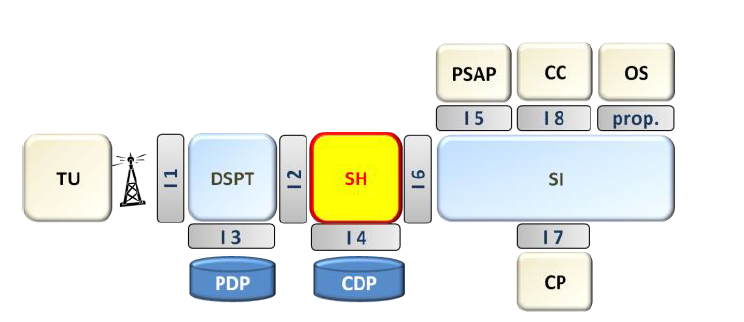 PSAP CC OS
I 5 I 8 prop.
TU I 1 DSPT I 2 SH I 6 SI
I 3 I 4 I 7
PDP CDP CP